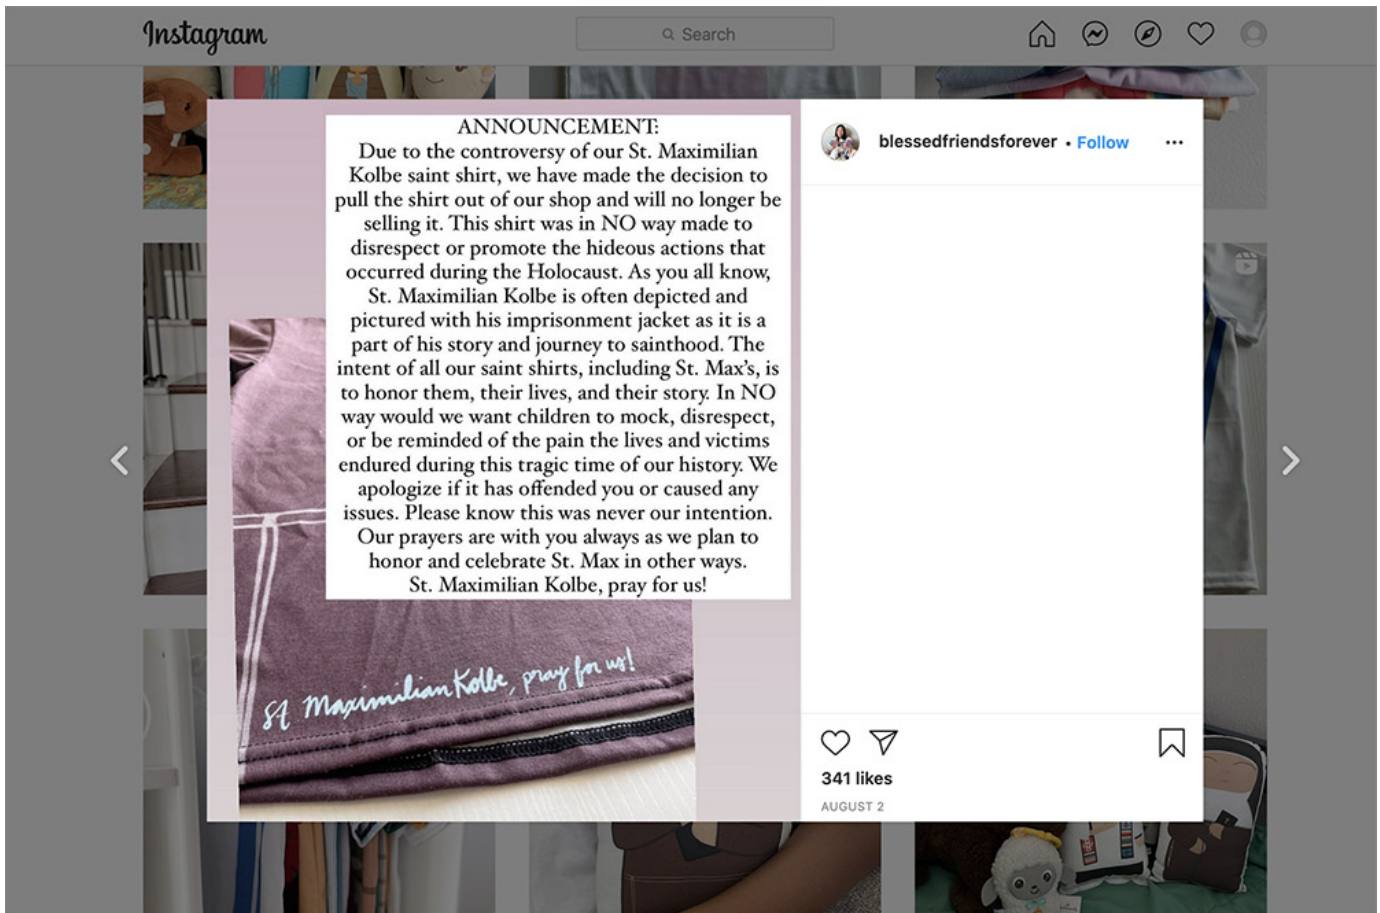 Instagram
Search
ANNOUNCEMENT:
Due to the controversy of our St. Maximilian
Kolbe saint shirt, we have made the decision to
pull the shirt out of our shop and will no longer be
selling it. This shirt was in NO way made to
disrespect or promote the hideous actions that
occurred during the Holocaust. As you all know,
St. Maximilian Kolbe is often depicted and
pictured with his imprisonment jacket as it is a
part of his story and journey to sainthood. The
intent of all our saint shirts, including St. Max's, is
to honor them, their lives, and their story. In NO
way would we want children to mock, disrespect,
or be reminded of the pain the lives and victims
endured during this tragic time of our history. We
apologize if it has offended you or caused any
issues. Please know this was never our intention.
Our prayers are with you always as we plan to
honor and celebrate St. Max in other ways.
St. Maximilian Kolbe, pray for us!
St Maximilian Kolbe, pray for us!
blessedfriendsforever • Follow
341 likes
AUGUST 2